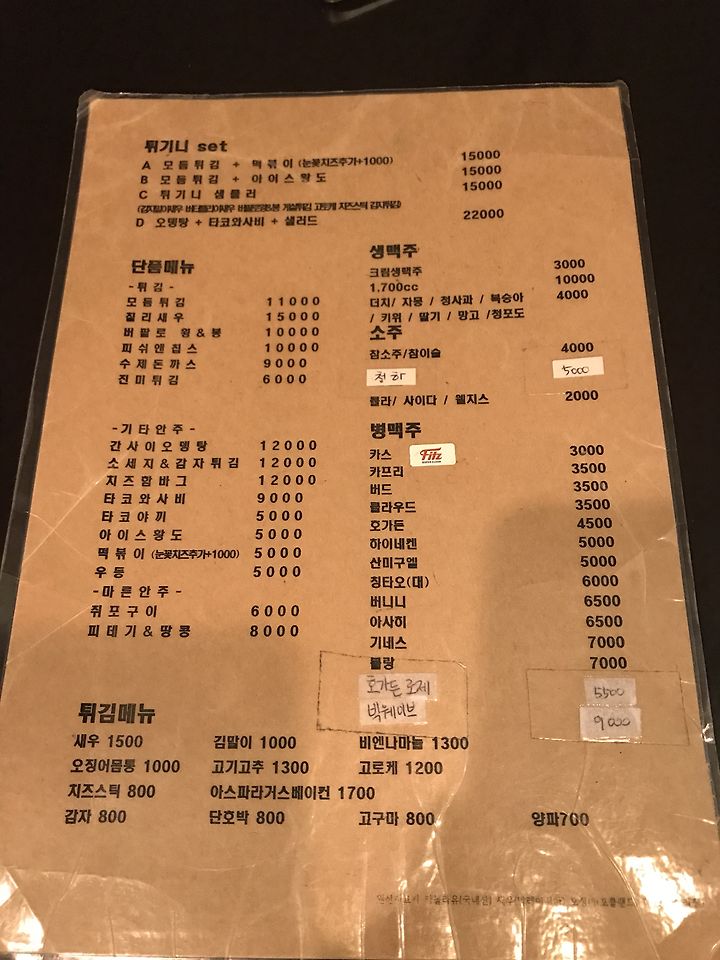 튀기니 set
A 모듬튀김 + 떡볶이 (눈꽃치즈추가+1000) 15000
B 모듬튀김 + 아이스황도 15000
C 튀기니 샘플러 15000
D 오뎅탕 + 타코와사비 + 샐러드 22000
단품메뉴
-튀김-
모듬튀김 11000
칠리새우 15000
버팔로 윙&봉 10000
피쉬앤칩스 10000
수제돈까스 9000
진미튀김 6000
-기타안주-
간사이오뎅탕 12000
소세지&감자튀김 12000
치즈함바그 12000
타코와사비 9000
타코야끼 5000
아이스황도 5000
떡볶이 (눈꽃치즈추가+1000) 5000
우동 5000
-마른안주-
쥐포구이 6000
피데기&땅콩 8000
생맥주
크림생맥주 3000
1,700cc 10000
더치/ 자몽 / 청사과 / 복숭아 4000
/ 키위 / 딸기 / 망고 /청포도
소주
참소주/참이슬 4000
청하 5000
콜라/ 사이다 / 웰지스 2000
병맥주
Fitz
카스 3000
카프리 3500
버드 3500
클라우드 3500
호가든 4500
하이네켄 5000
산미구엘 5000
칭타오(대) 6000
버니니 6500
아사히 6500
기네스 7000
블랑 7000
호가든 로제 5500
빅웨이브 9000
튀김메뉴
새우 1500 김말이 1000 비엔나마늘 1300
오징어몸통 1000 고기고추 1300 고로케 1200
치즈스틱 800 아스파라거스베이컨 1700
감자 800 단호박 800 고구마 800 양파700